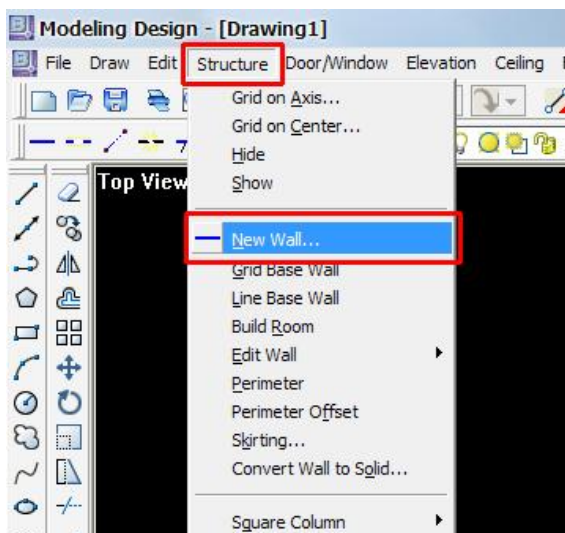 Modeling Design - [Drawing1]
File Draw Edit Structure Door/Window Elevation Ceiling
Top View
Grid on Axis...
Grid on Center...
Hide
Show
New Wall...
Grid Base Wall
Line Base Wall
Build Room
Edit Wall
Perimeter
Perimeter Offset
Skirting...
Convert Wall to Solid...
Square Column